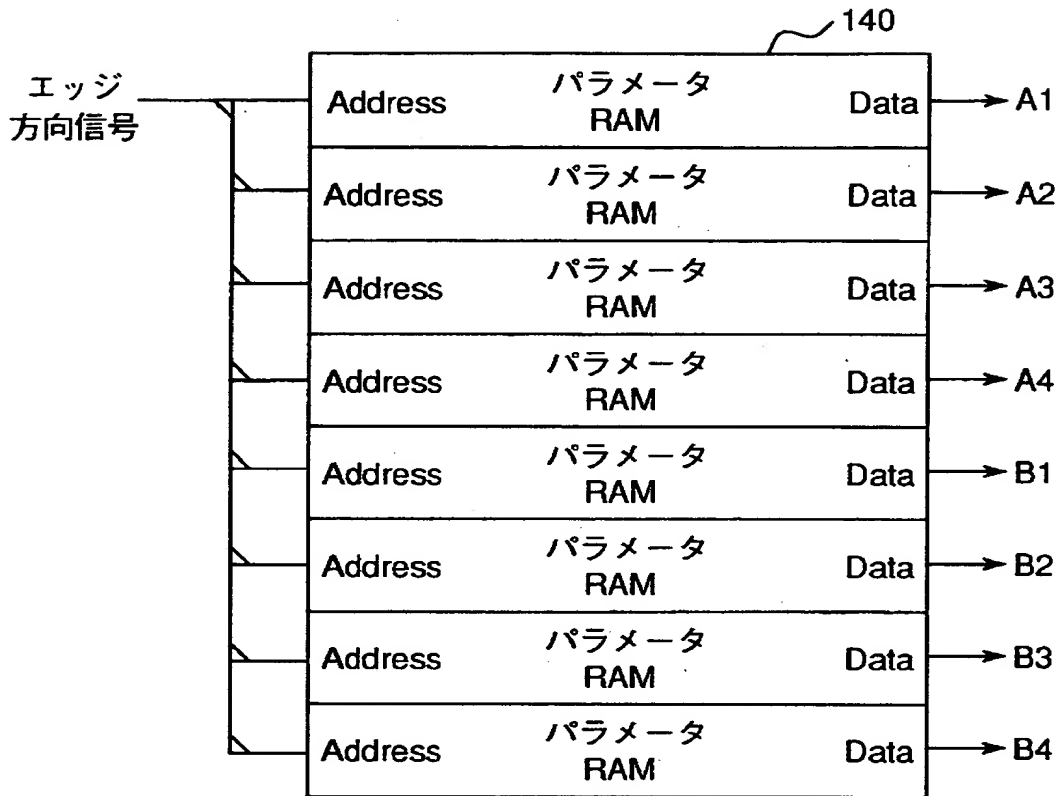 140
エッジ
方向信号
Address パラメータ RAM Data A1
Address パラメータ RAM Data A2
Address パラメータ RAM Data A3
Address パラメータ RAM Data A4
Address パラメータ RAM Data B1
Address パラメータ RAM Data B2
Address パラメータ RAM Data B3
Address パラメータ RAM Data B4